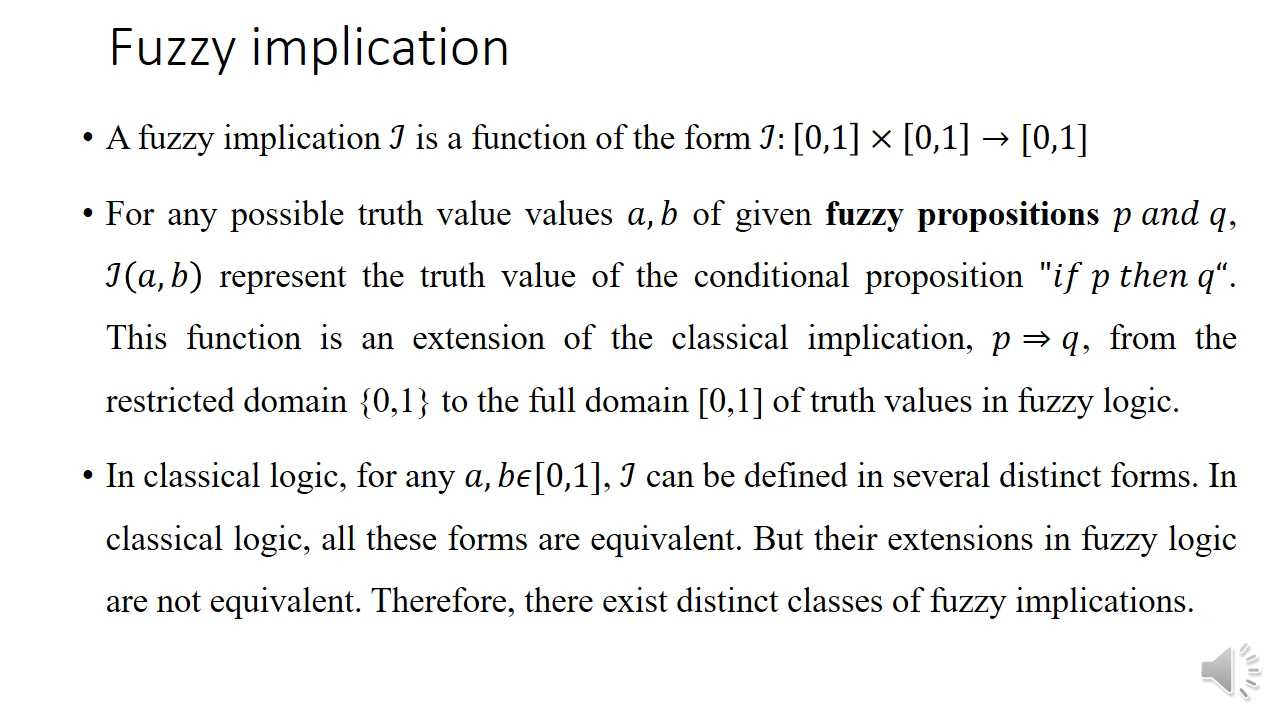 Fuzzy implication
• A fuzzy implication ℐ is a function of the form ℐ: [0,1] × [0,1] → [0,1]
• For any possible truth value values 𝑎, 𝑏 of given fuzzy propositions 𝑝 𝑎𝑛𝑑 𝑞,
ℐ(𝑎, 𝑏) represent the truth value of the conditional proposition "𝑖𝑓 𝑝 𝑡ℎ𝑒𝑛 𝑞“.
This function is an extension of the classical implication, 𝑝 ⇒ 𝑞, from the
restricted domain {0,1} to the full domain [0,1] of truth values in fuzzy logic.
• In classical logic, for any 𝑎, 𝑏𝜖[0,1], ℐ can be defined in several distinct forms. In
classical logic, all these forms are equivalent. But their extensions in fuzzy logic
are not equivalent. Therefore, there exist distinct classes of fuzzy implications.